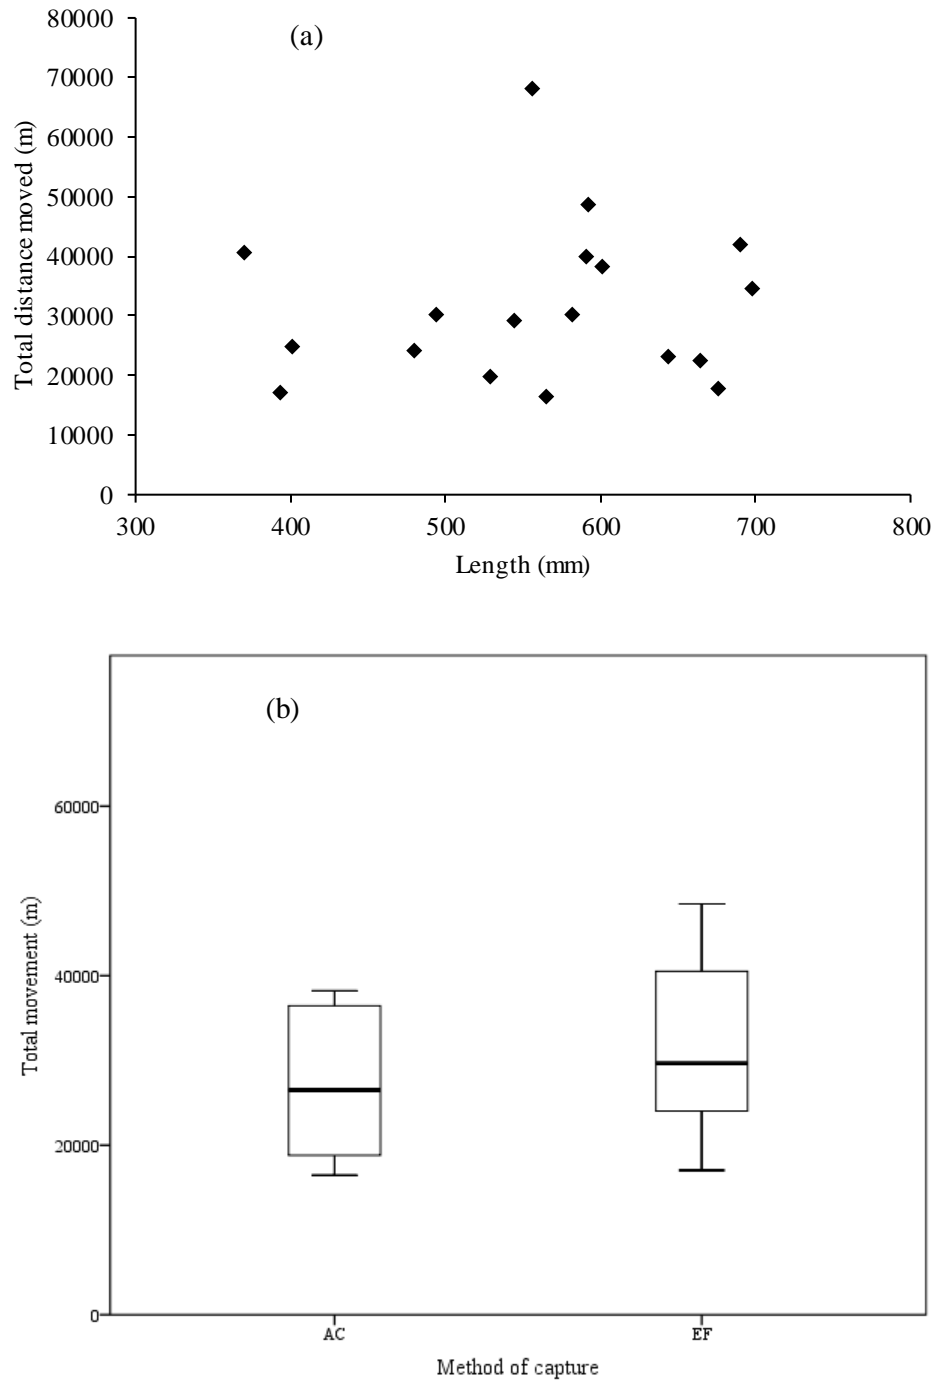 (a)
80000
70000
60000
50000
40000
30000
20000
10000
0
Total distance moved (m)
300 400 500 600 700 800
Length (mm)
(b)
60000
40000
20000
0
Total movement (m)
AC EF
Method of capture